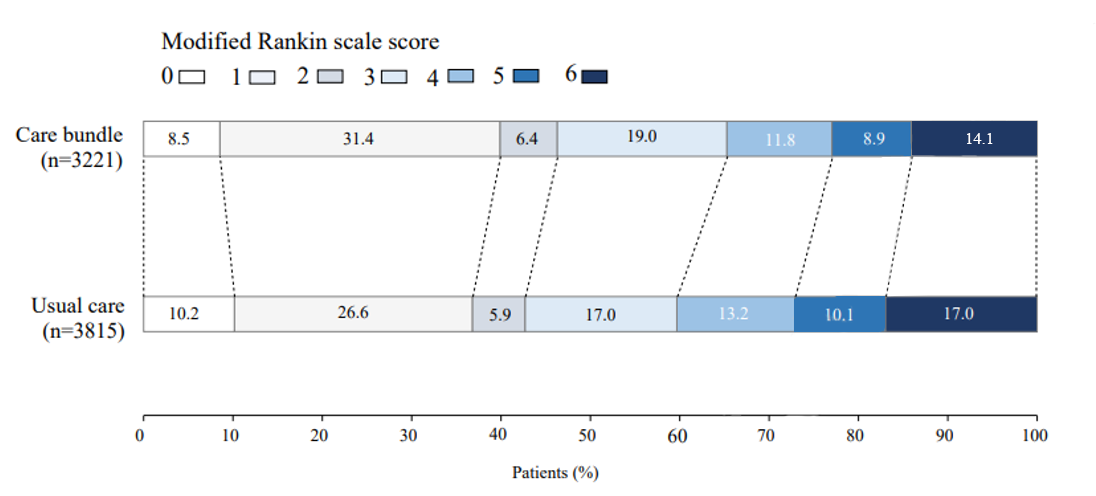 Modified Rankin scale score
0 1 2 3 4 5 6
Care bundle
(n=3221)
8.5 31.4 6.4 19.0 11.8 8.9 14.1
Usual care
(n=3815)
10.2 26.6 5.9 17.0 13.2 10.1 17.0
0 10 20 30 40 50 60 70 80 90 100
Patients (%)